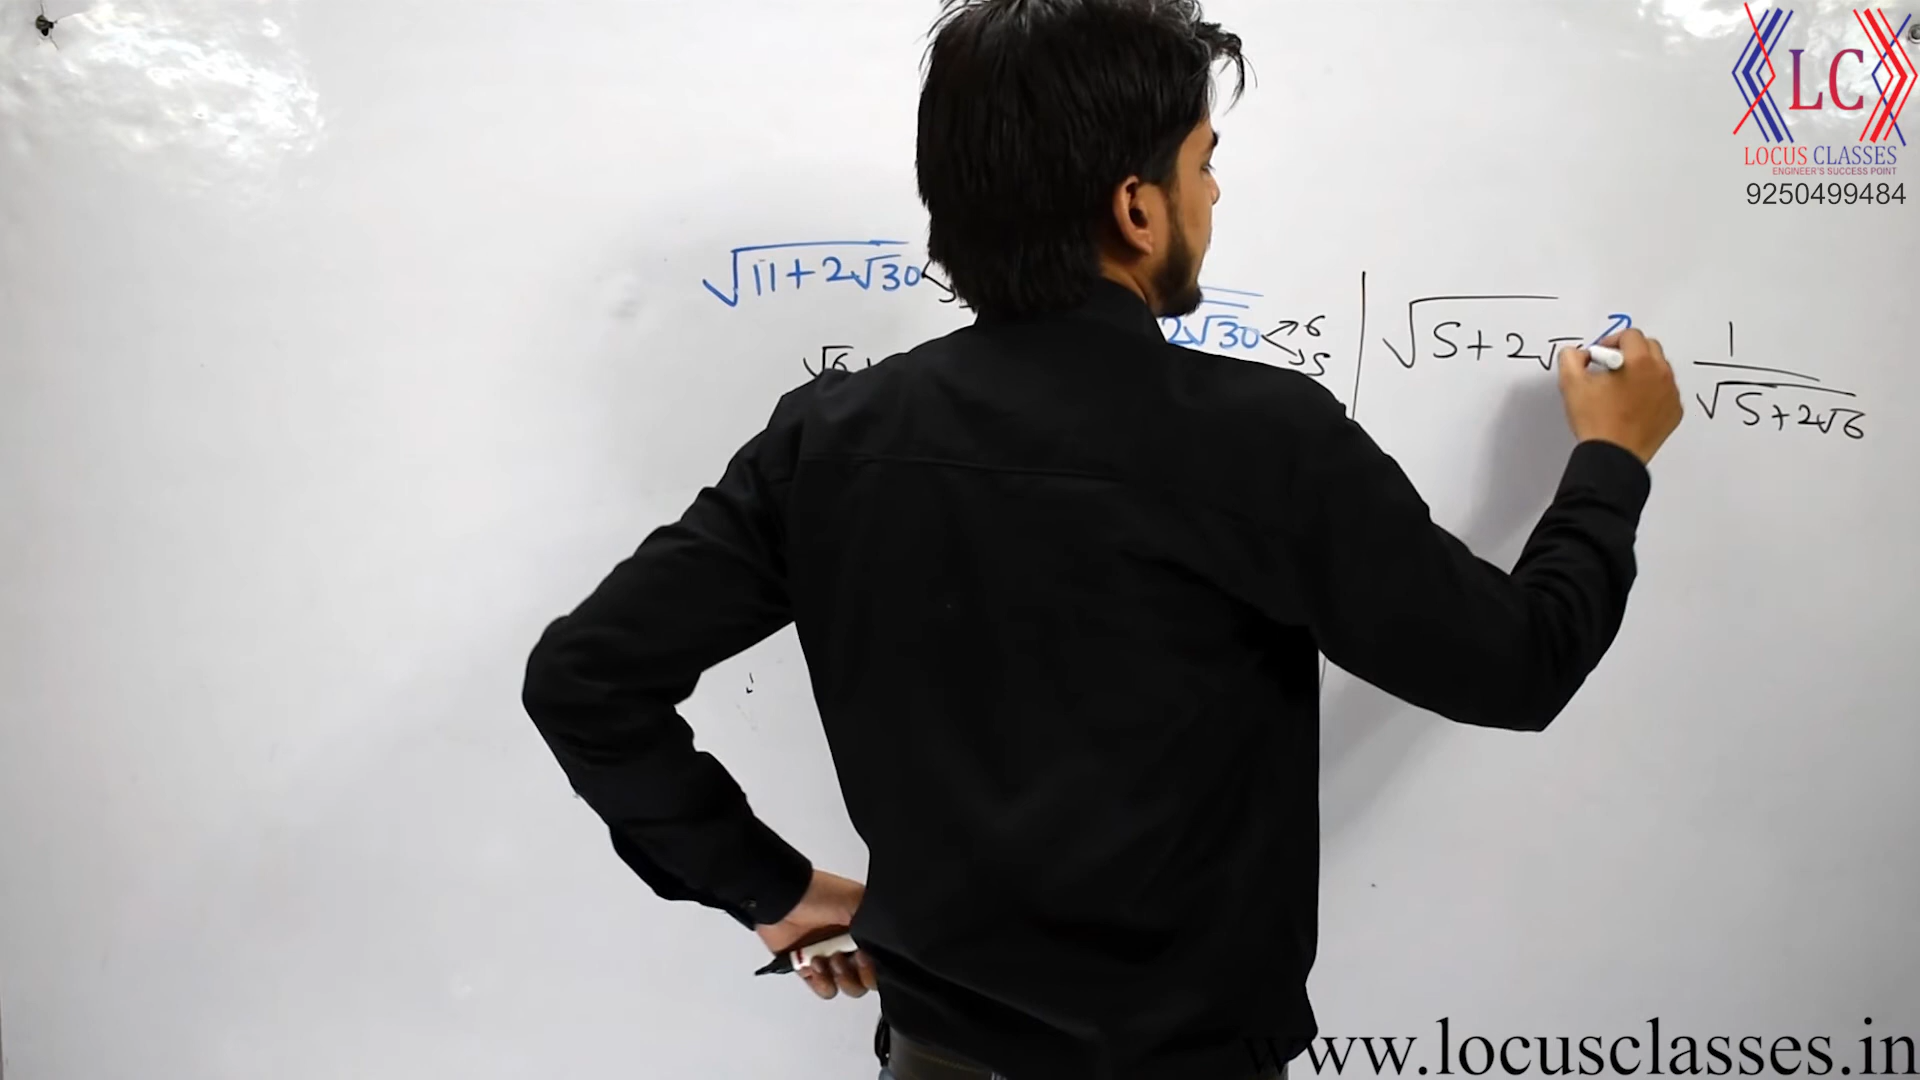 LC
LOCUS CLASSES
ENGINEER'S SUCCESS POINT
9250499484
√11+2√30
√6
2√30 6
5
√5+2√
1
√5+2√6
www.locusclasses.in